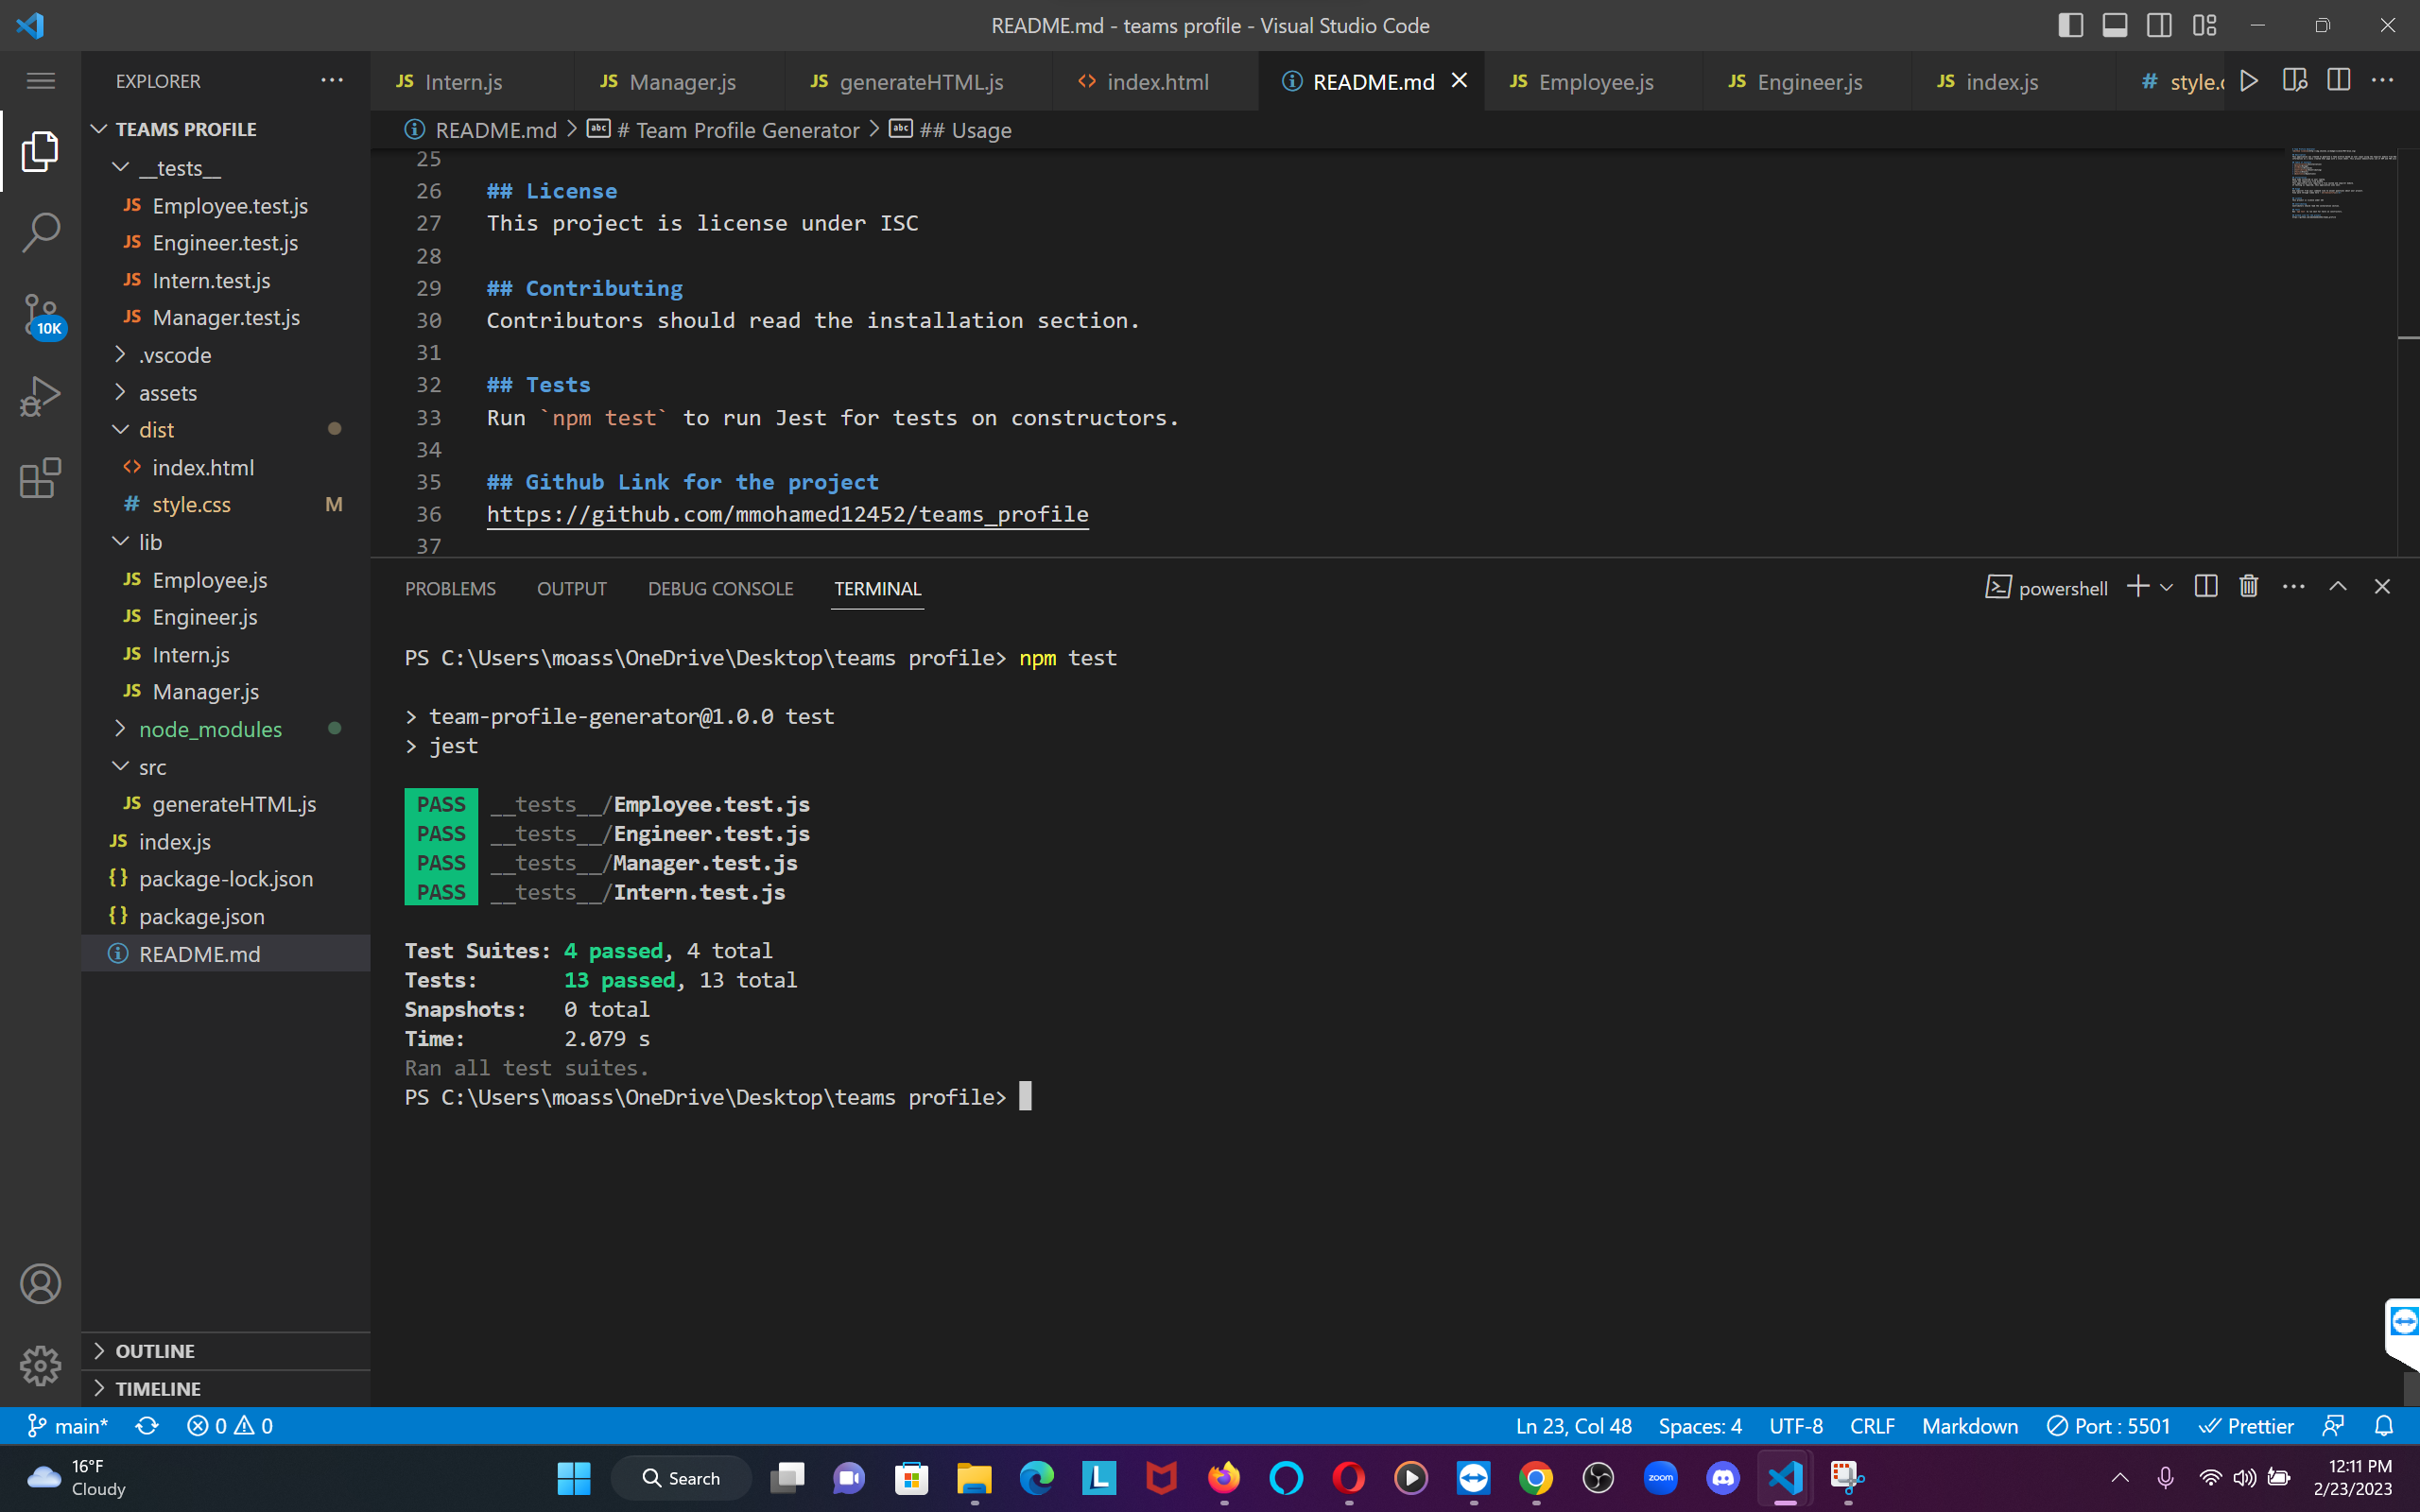 README.md - teams profile - Visual Studio Code
EXPLORER
JS Intern.js
JS Manager.js
JS generateHTML.js
<> index.html
README.md
JS Employee.js
JS Engineer.js
JS index.js
# style.c
README.md > # Team Profile Generator > ## Usage
TEAMS PROFILE
__tests__
JS Employee.test.js
JS Engineer.test.js
JS Intern.test.js
JS Manager.test.js
.vscode
assets
dist
<> index.html
# style.css M
lib
JS Employee.js
JS Engineer.js
JS Intern.js
JS Manager.js
node_modules
src
JS generateHTML.js
JS index.js
{} package-lock.json
{} package.json
README.md
OUTLINE
TIMELINE
10K
25
26 ## License
27 This project is license under ISC
28
29 ## Contributing
30 Contributors should read the installation section.
31
32 ## Tests
33 Run `npm test` to run Jest for tests on constructors.
34
35 ## Github Link for the project
36 https://github.com/mmohamed12452/teams_profile
37
PROBLEMS OUTPUT DEBUG CONSOLE TERMINAL
powershell
PS C:\Users\moass\OneDrive\Desktop\teams profile> npm test
> team-profile-generator@1.0.0 test
> jest
PASS __tests__/Employee.test.js
PASS __tests__/Engineer.test.js
PASS __tests__/Manager.test.js
PASS __tests__/Intern.test.js
Test Suites: 4 passed, 4 total
Tests: 13 passed, 13 total
Snapshots: 0 total
Time: 2.079 s
Ran all test suites.
PS C:\Users\moass\OneDrive\Desktop\teams profile>
main* 0 0 Ln 23, Col 48 Spaces: 4 UTF-8 CRLF Markdown Port : 5501 Prettier
16°F
Cloudy
Search
L
zoom
12:11 PM
2/23/2023